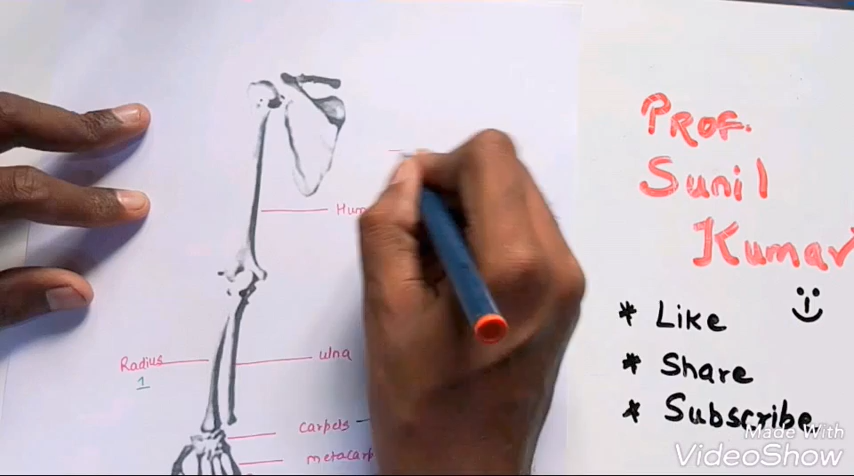 Prof.
Sunil
Kumar
* Like
* Share
* Subscribe
Radius
1
ulna
carpels
Made With
VideoShow